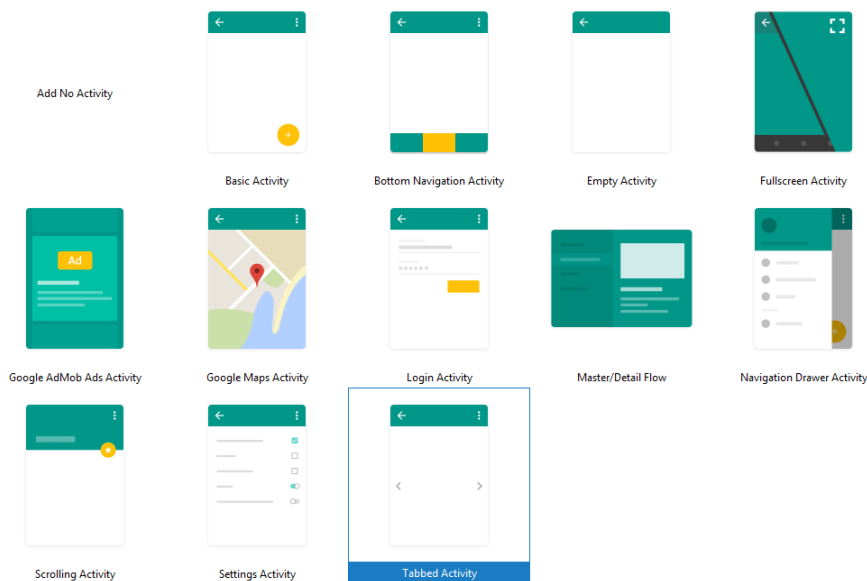 Add No Activity
Basic Activity
Bottom Navigation Activity
Empty Activity
Fullscreen Activity
Ad
Google AdMob Ads Activity
Google Maps Activity
Login Activity
Master/Detail Flow
Navigation Drawer Activity
Scrolling Activity
Settings Activity
Tabbed Activity